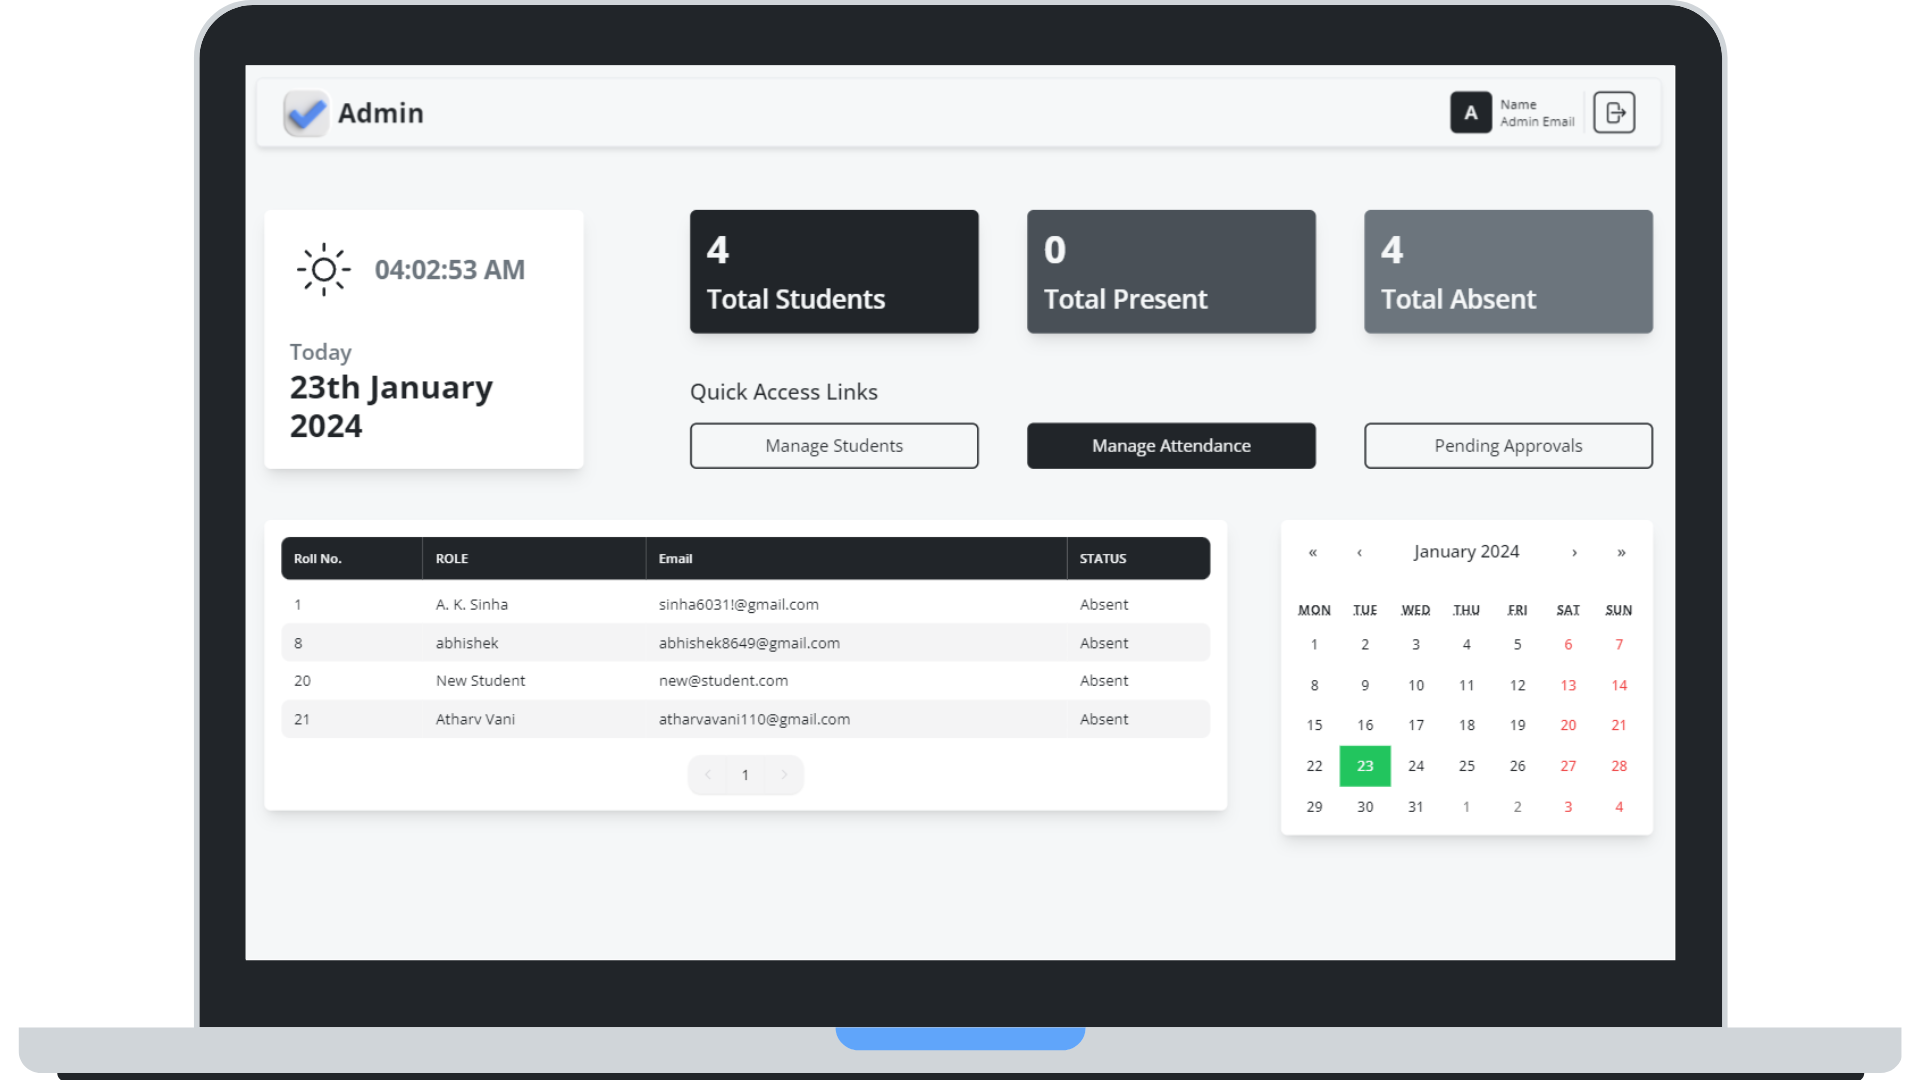 Admin
A
Name
Admin Email
04:02:53 AM
Today
23th January
2024
4
Total Students
0
Total Present
4
Total Absent
Quick Access Links
Manage Students
Manage Attendance
Pending Approvals
Roll No. ROLE Email STATUS
1 A. K. Sinha sinha6031!@gmail.com Absent
8 abhishek abhishek8649@gmail.com Absent
20 New Student new@student.com Absent
21 Atharv Vani atharvavani110@gmail.com Absent
‹ 1 ›
« ‹ January 2024 › »
MON TUE WED THU FRI SAT SUN
1 2 3 4 5 6 7
8 9 10 11 12 13 14
15 16 17 18 19 20 21
22 23 24 25 26 27 28
29 30 31 1 2 3 4